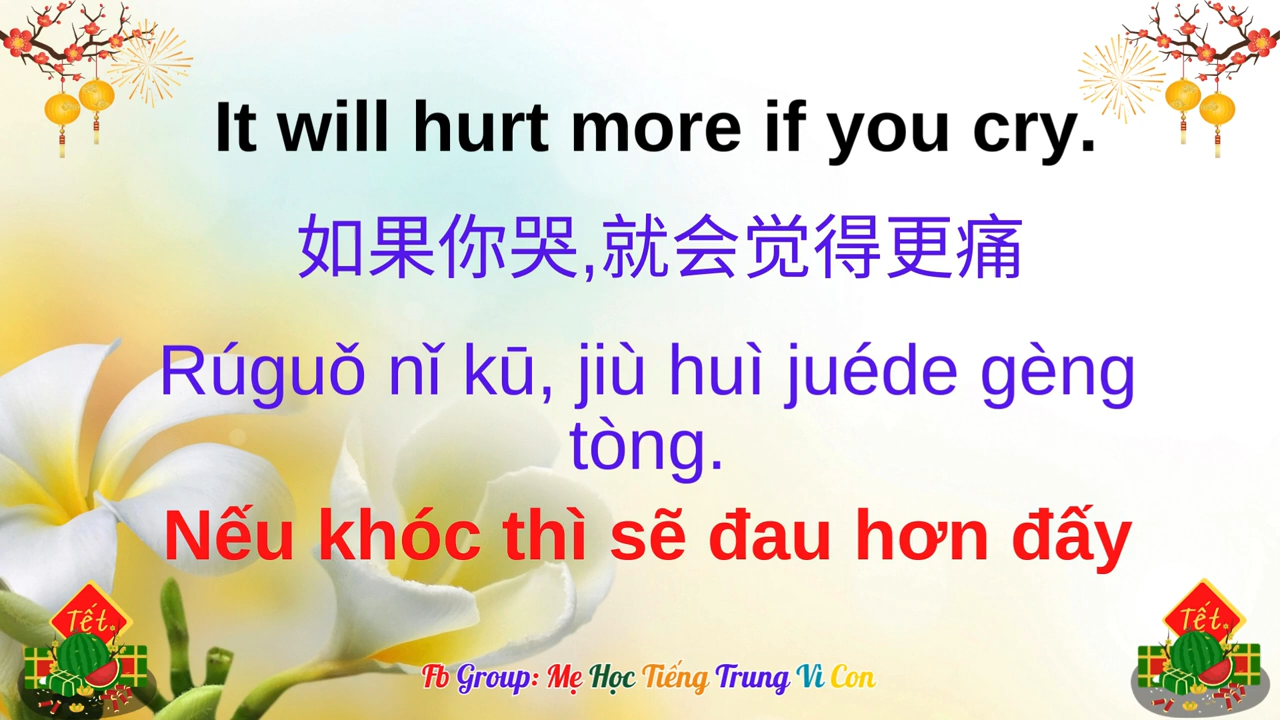 It will hurt more if you cry.
如果你哭,就会觉得更痛
Rúguǒ nǐ kū, jiù huì juéde gèng
tòng.
Nếu khóc thì sẽ đau hơn đấy
Tết
Tết
Fb Group: Mẹ Học Tiếng Trung Vì Con